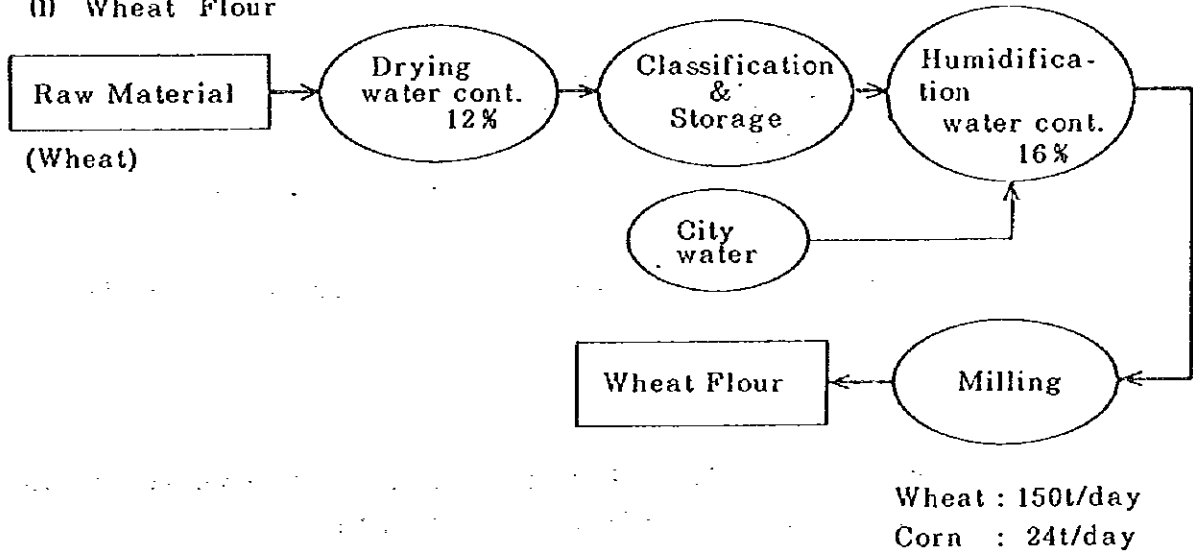 (1) Wheat Flour
Raw Material
(Wheat)
Drying
water cont.
12%
Classification
&
Storage
Humidifica-
tion
water cont.
16%
City
water
Milling
Wheat Flour
Wheat : 150t/day
Corn : 24t/day